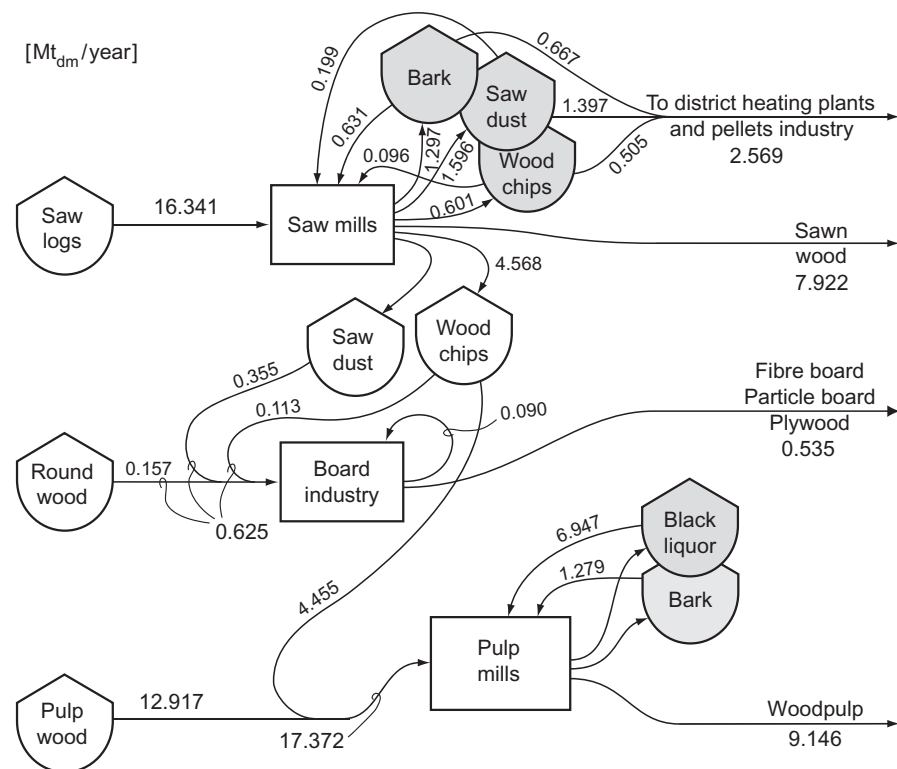 [Mt_dm/year]
0.199
Bark
0.667
Saw
dust
1.397
To district heating plants
and pellets industry
2.569
0.631
1.297
1.596
0.096
Wood
chips
0.505
0.601
Saw
logs
16.341
Saw mills
Sawn
wood
7.922
4.568
Saw
dust
Wood
chips
0.355
0.113
0.090
Fibre board
Particle board
Plywood
0.535
Round
wood
0.157
Board
industry
0.625
6.947
Black
liquor
1.279
Bark
4.455
Pulp
mills
Pulp
wood
12.917
17.372
Woodpulp
9.146